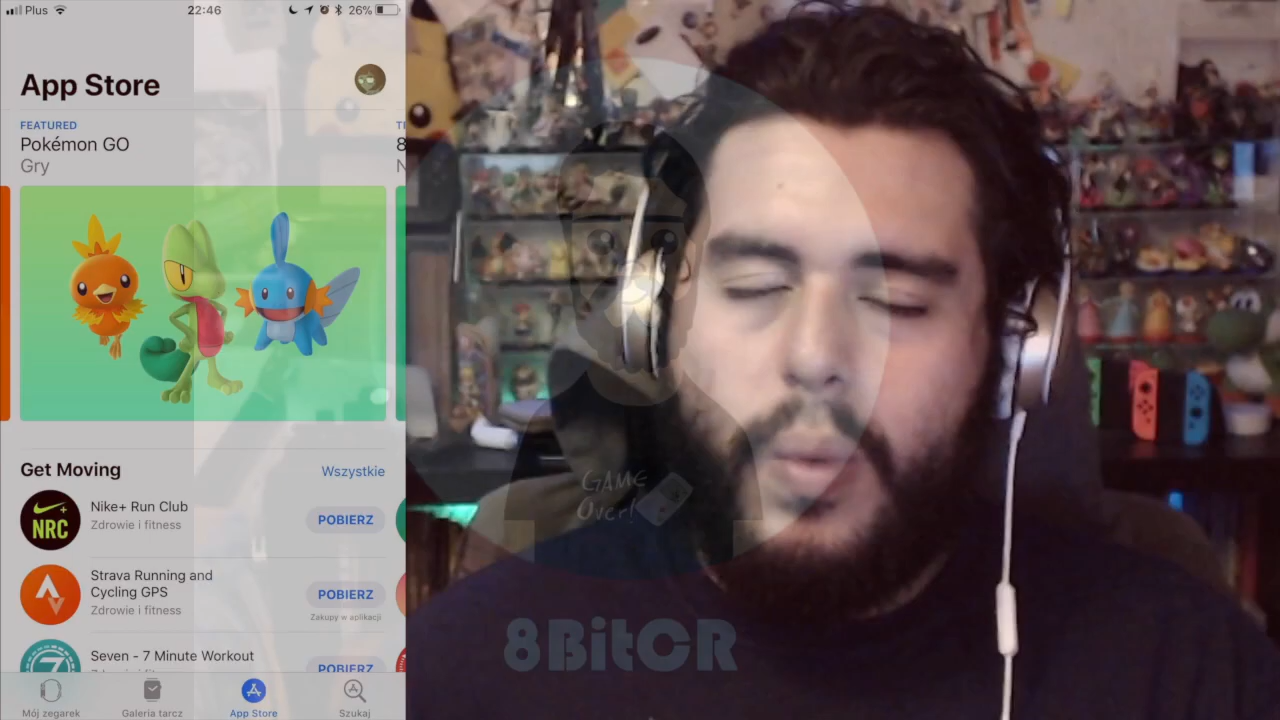 Plus
22:46
26%
App Store
FEATURED
Pokémon GO
Gry
8
N
Get Moving
Wszystkie
NRC
Nike+ Run Club
Zdrowie i fitness
POBIERZ
Strava Running and
Cycling GPS
Zdrowie i fitness
POBIERZ
Zakupy w aplikacji
7
Seven - 7 Minute Workout
POBIERZ
Mój zegarek
Galeria tarcz
App Store
Szukaj
GAME
Over!
8BitCR